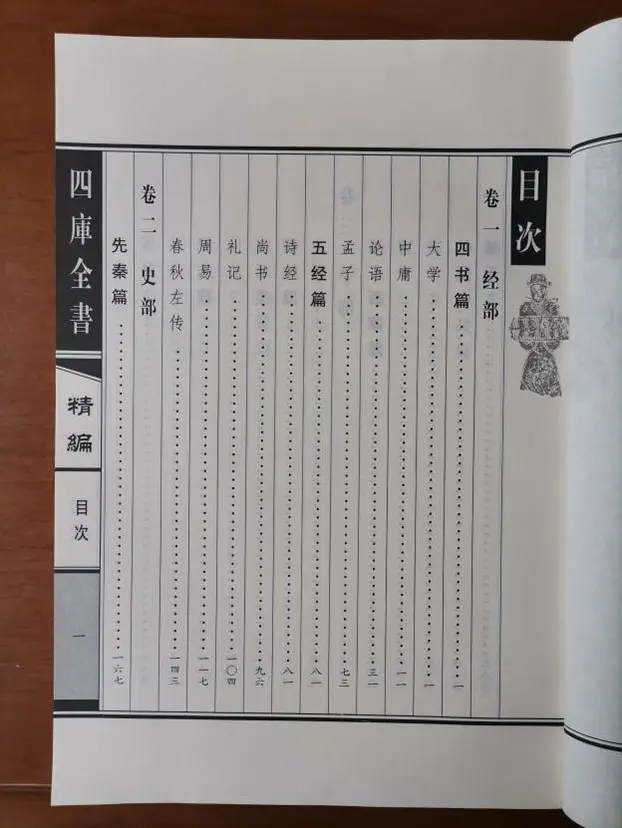 目次
卷一 经部
四书篇 一
大学 一
中庸 一一
论语 三一
孟子 七三
五经篇 八一
诗经 八一
尚书 九六
礼记 一〇四
周易 一一七
春秋左传 一四三
卷二 史部
先秦篇 一六七
四庫全書
精编
目次
一